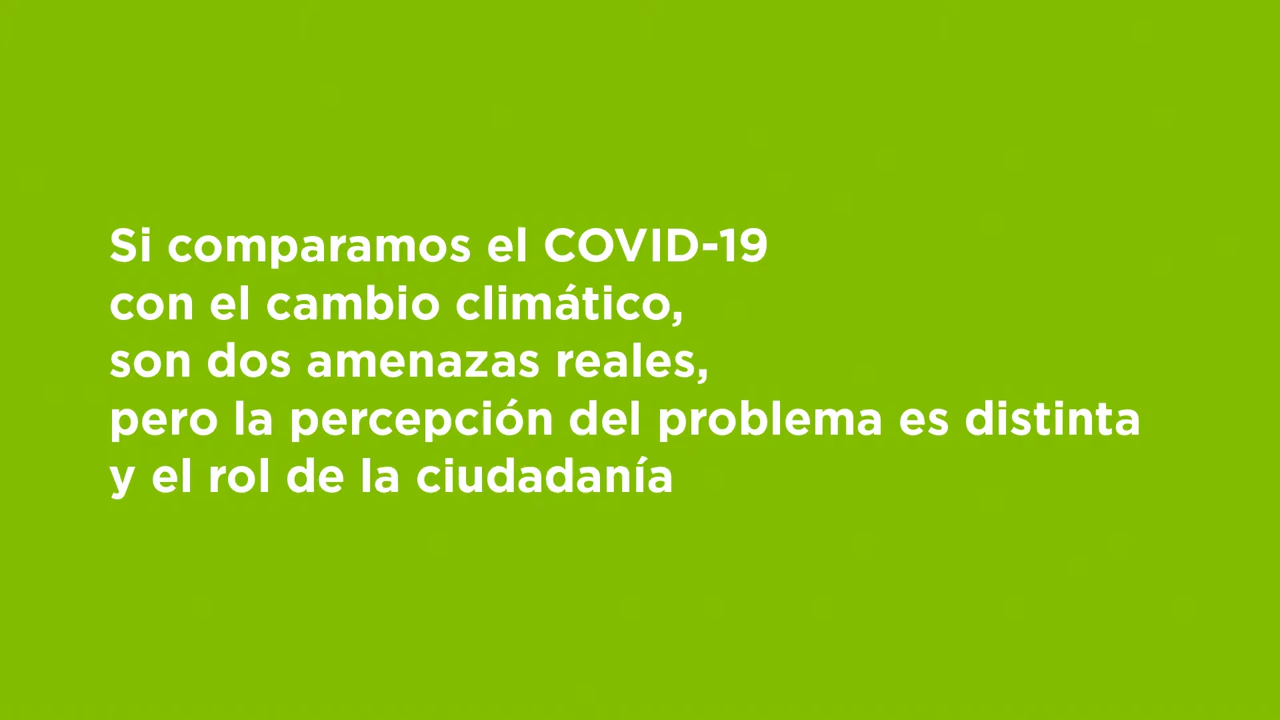 Si comparamos el COVID-19
con el cambio climático,
son dos amenazas reales,
pero la percepción del problema es distinta
y el rol de la ciudadanía